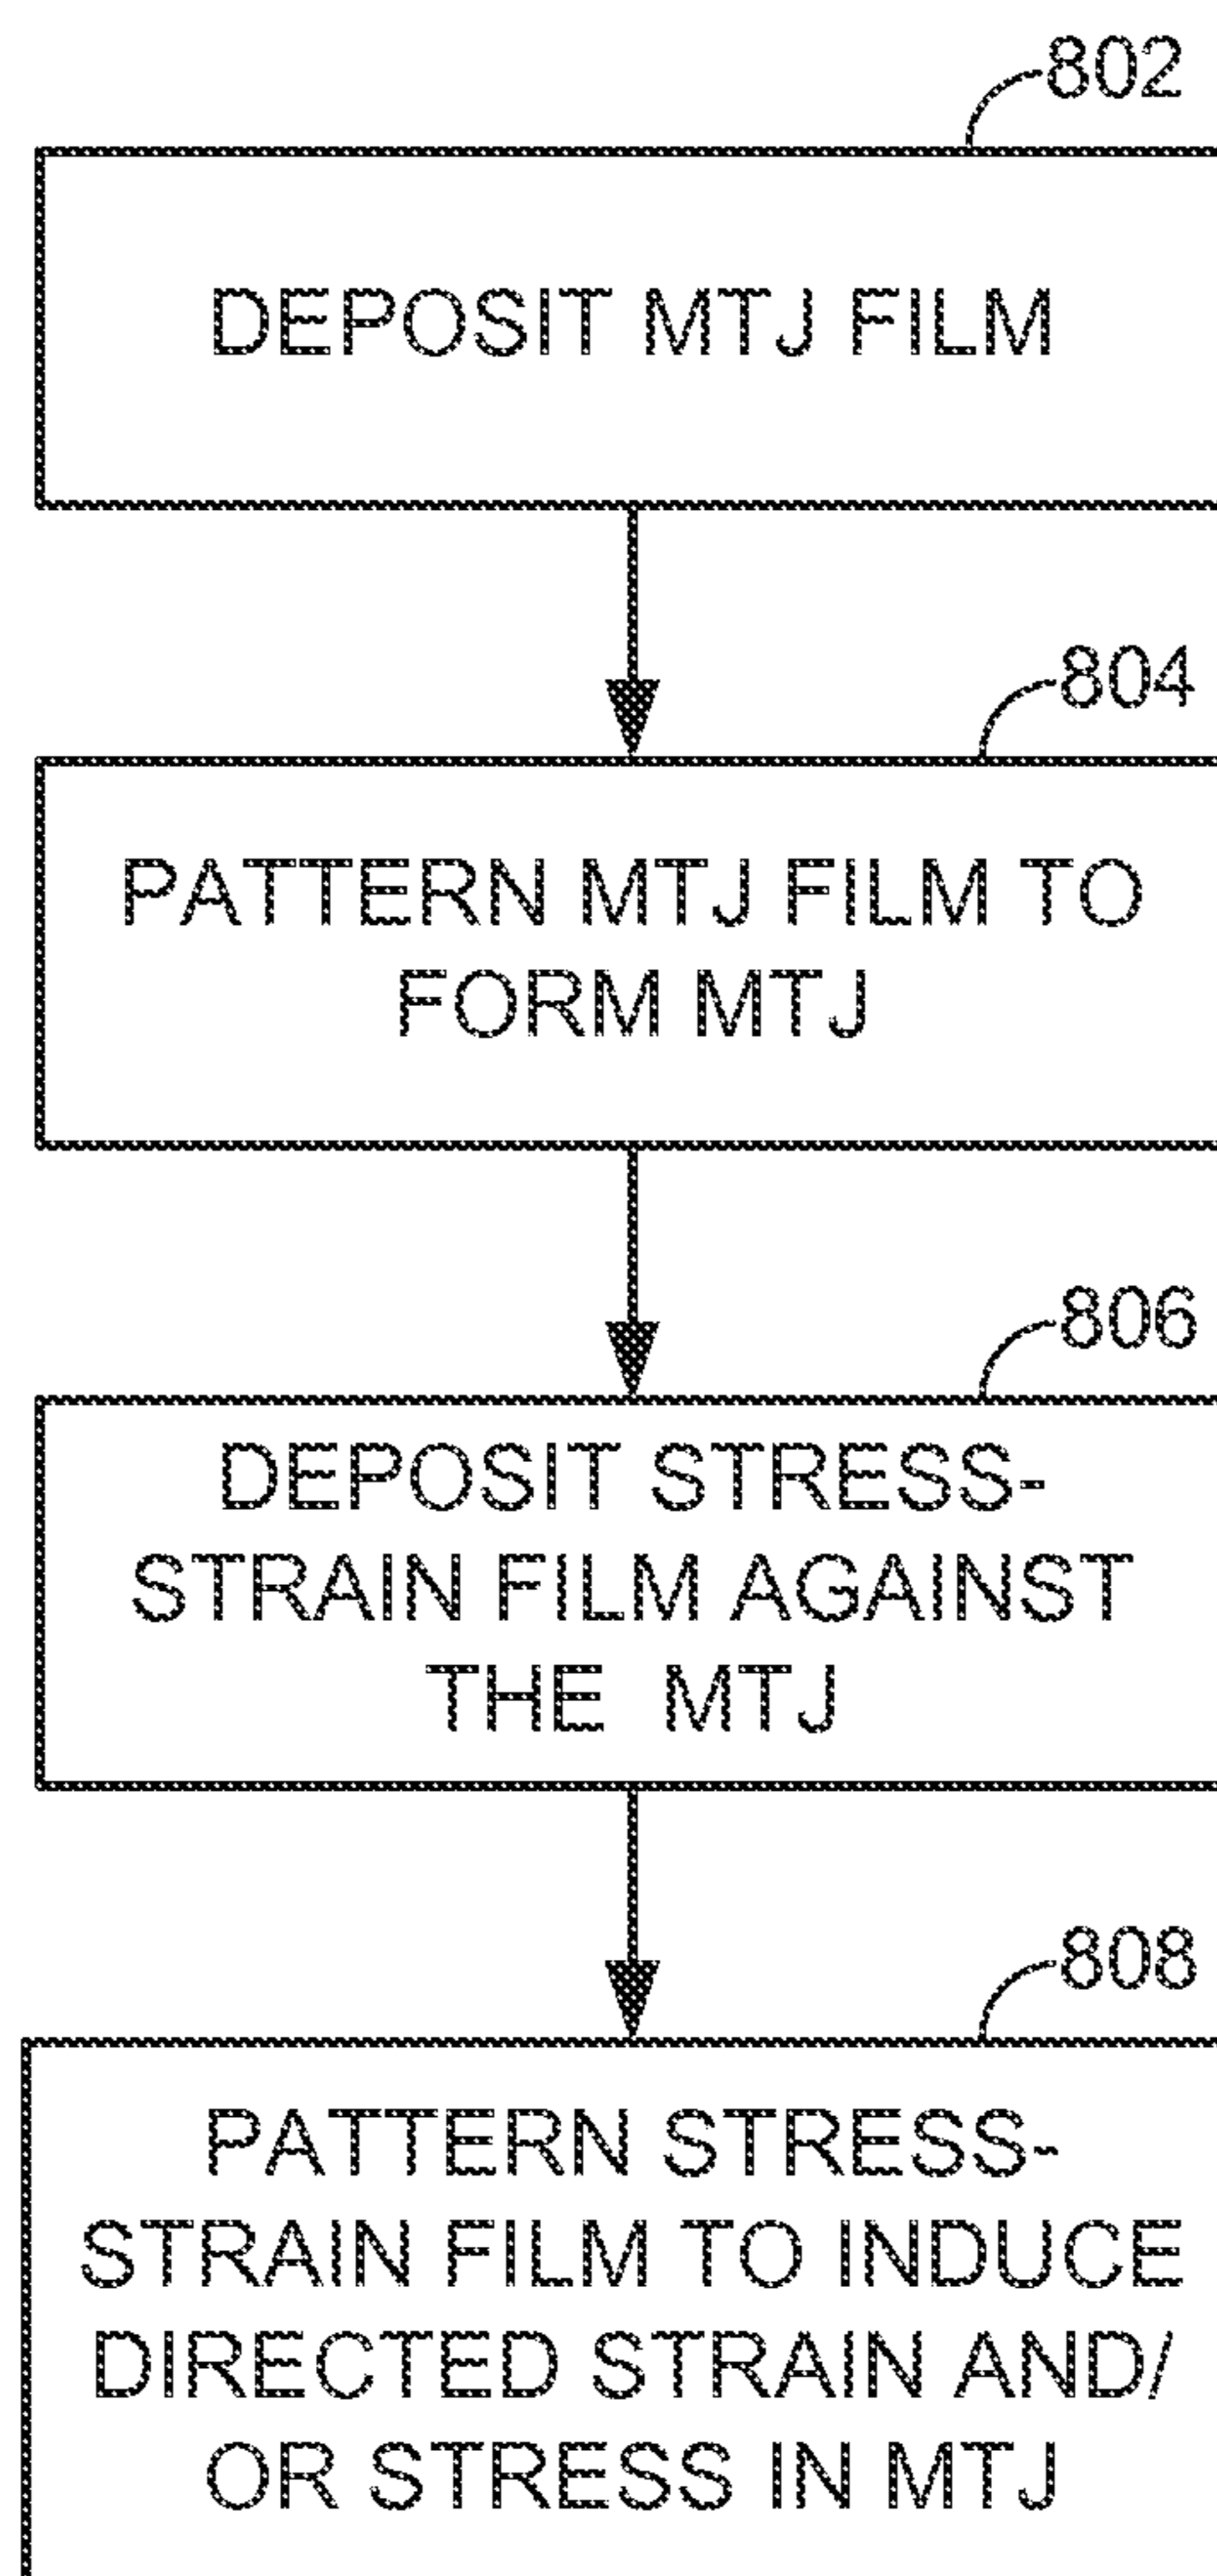 802
DEPOSIT MTJ FILM
804
PATTERN MTJ FILM TO
FORM MTJ
806
DEPOSIT STRESS-
STRAIN FILM AGAINST
THE MTJ
808
PATTERN STRESS-
STRAIN FILM TO INDUCE
DIRECTED STRAIN AND/
OR STRESS IN MTJ